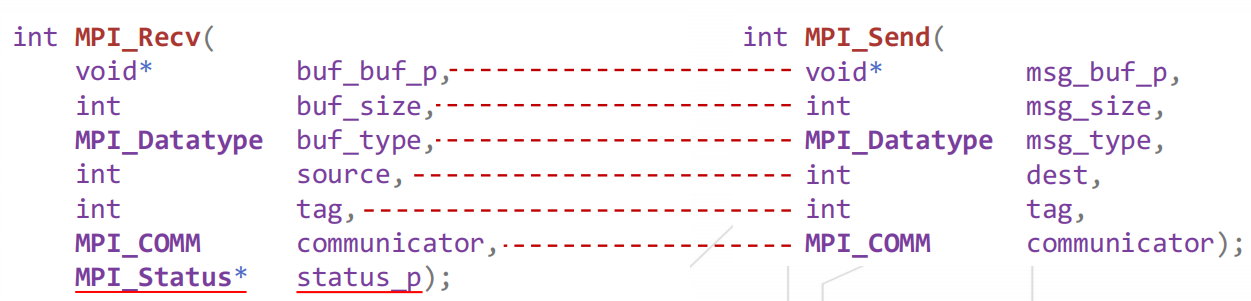 int MPI_Recv( int MPI_Send(
void* buf_buf_p, void* msg_buf_p,
int buf_size, int msg_size,
MPI_Datatype buf_type, MPI_Datatype msg_type,
int source, int dest,
int tag, int tag,
MPI_COMM communicator, MPI_COMM communicator);
MPI_Status* status_p);